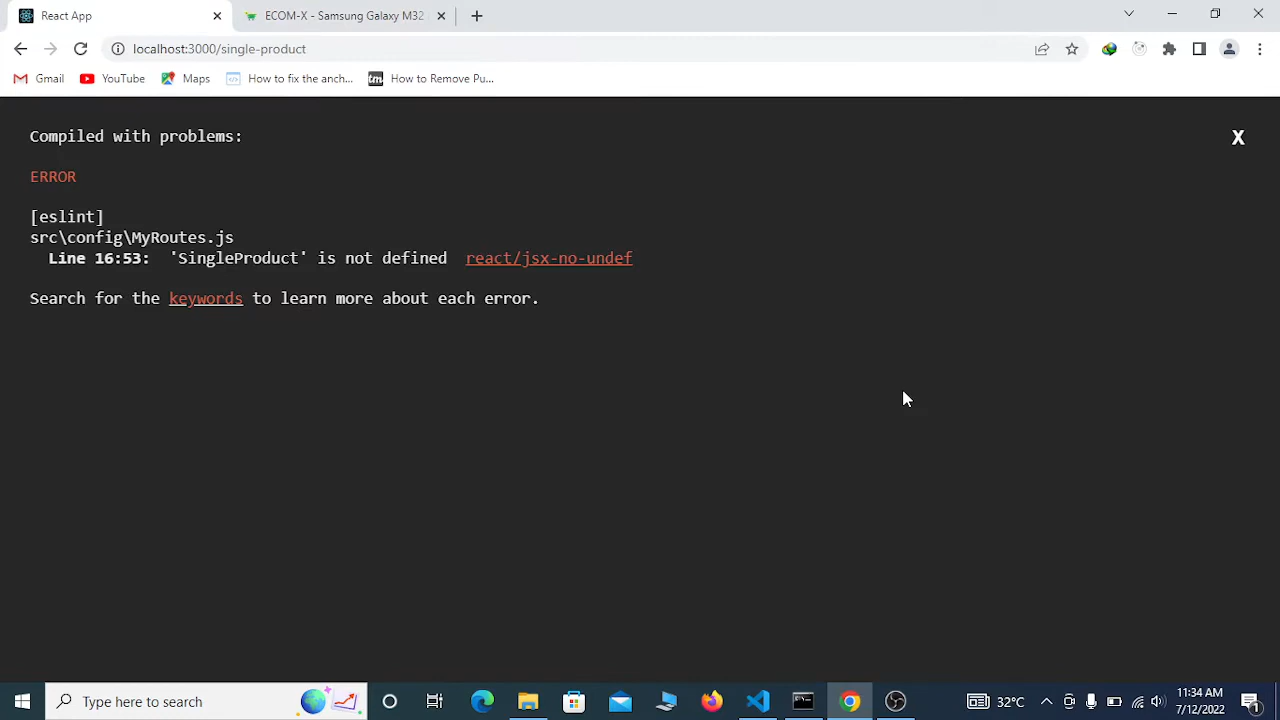 React App
ECOM-X - Samsung Galaxy M32
localhost:3000/single-product
Gmail
YouTube
Maps
How to fix the anch...
tm
How to Remove Pu...
Compiled with problems:
X
ERROR
[eslint]
src\config\MyRoutes.js
Line 16:53: 'SingleProduct' is not defined react/jsx-no-undef
Search for the keywords to learn more about each error.
Type here to search
32°C
11:34 AM
7/12/2022
1